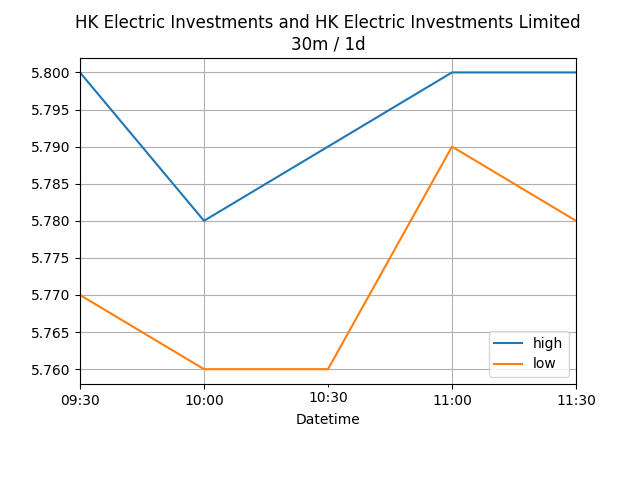 HK Electric Investments and HK Electric Investments Limited
30m / 1d
5.800
5.795
5.790
5.785
5.780
5.775
5.770
5.765
5.760
high
low
09:30 10:00 10:30 11:00 11:30
Datetime